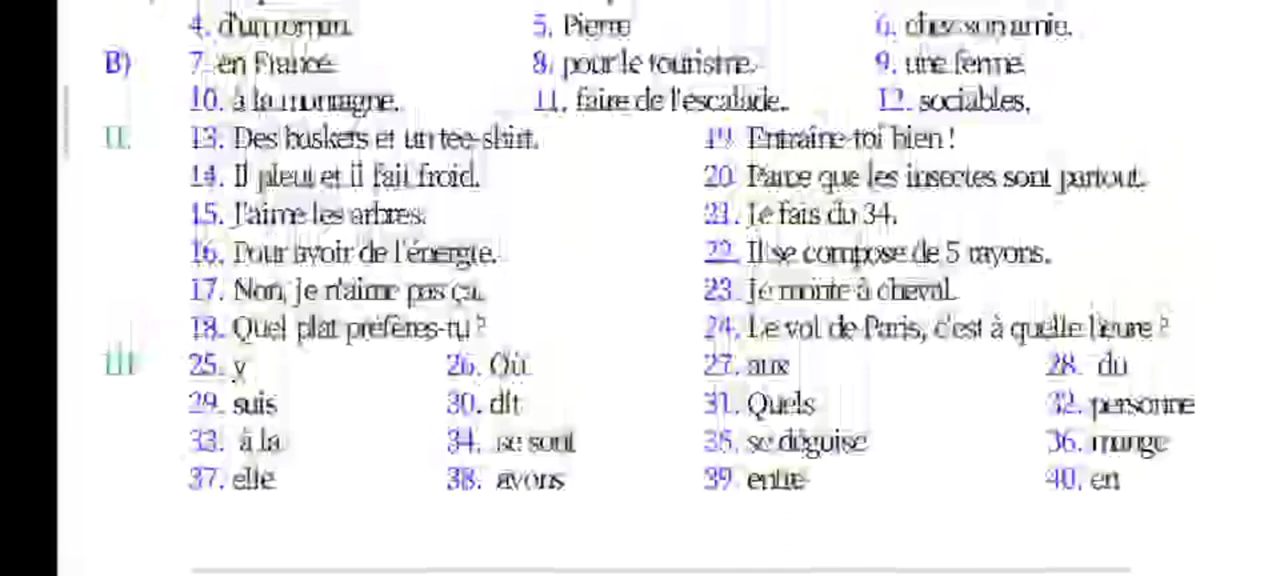 4. d'un roman. 5. Pierre 6. chez son amie.
B) 7. en France. 8. pour le touristre. 9. une ferme
10. à la montagne. 11. faire de l'escalade. 12. sociables.
II. 13. Des baskets et un tee-shirt. 19. Entraîne-toi bien !
14. Il pleut et il fait froid. 20. Parce que les insectes sont partout.
15. J'aime les arbres. 21. Je fais du 34.
16. Pour avoir de l'énergie. 22. Il se compose de 5 rayons.
17. Non, je n'aime pas ça. 23. Je monte à cheval.
18. Quel plat préfères-tu ? 24. Le vol de Paris, c'est à quelle heure ?
III 25. y 26. Où 27. aux 28. du
29. suis 30. dit 31. Quels 32. personne
33. à la 34. se sont 35. se déguise 36. mange
37. elle 38. avons 39. entre 40. en